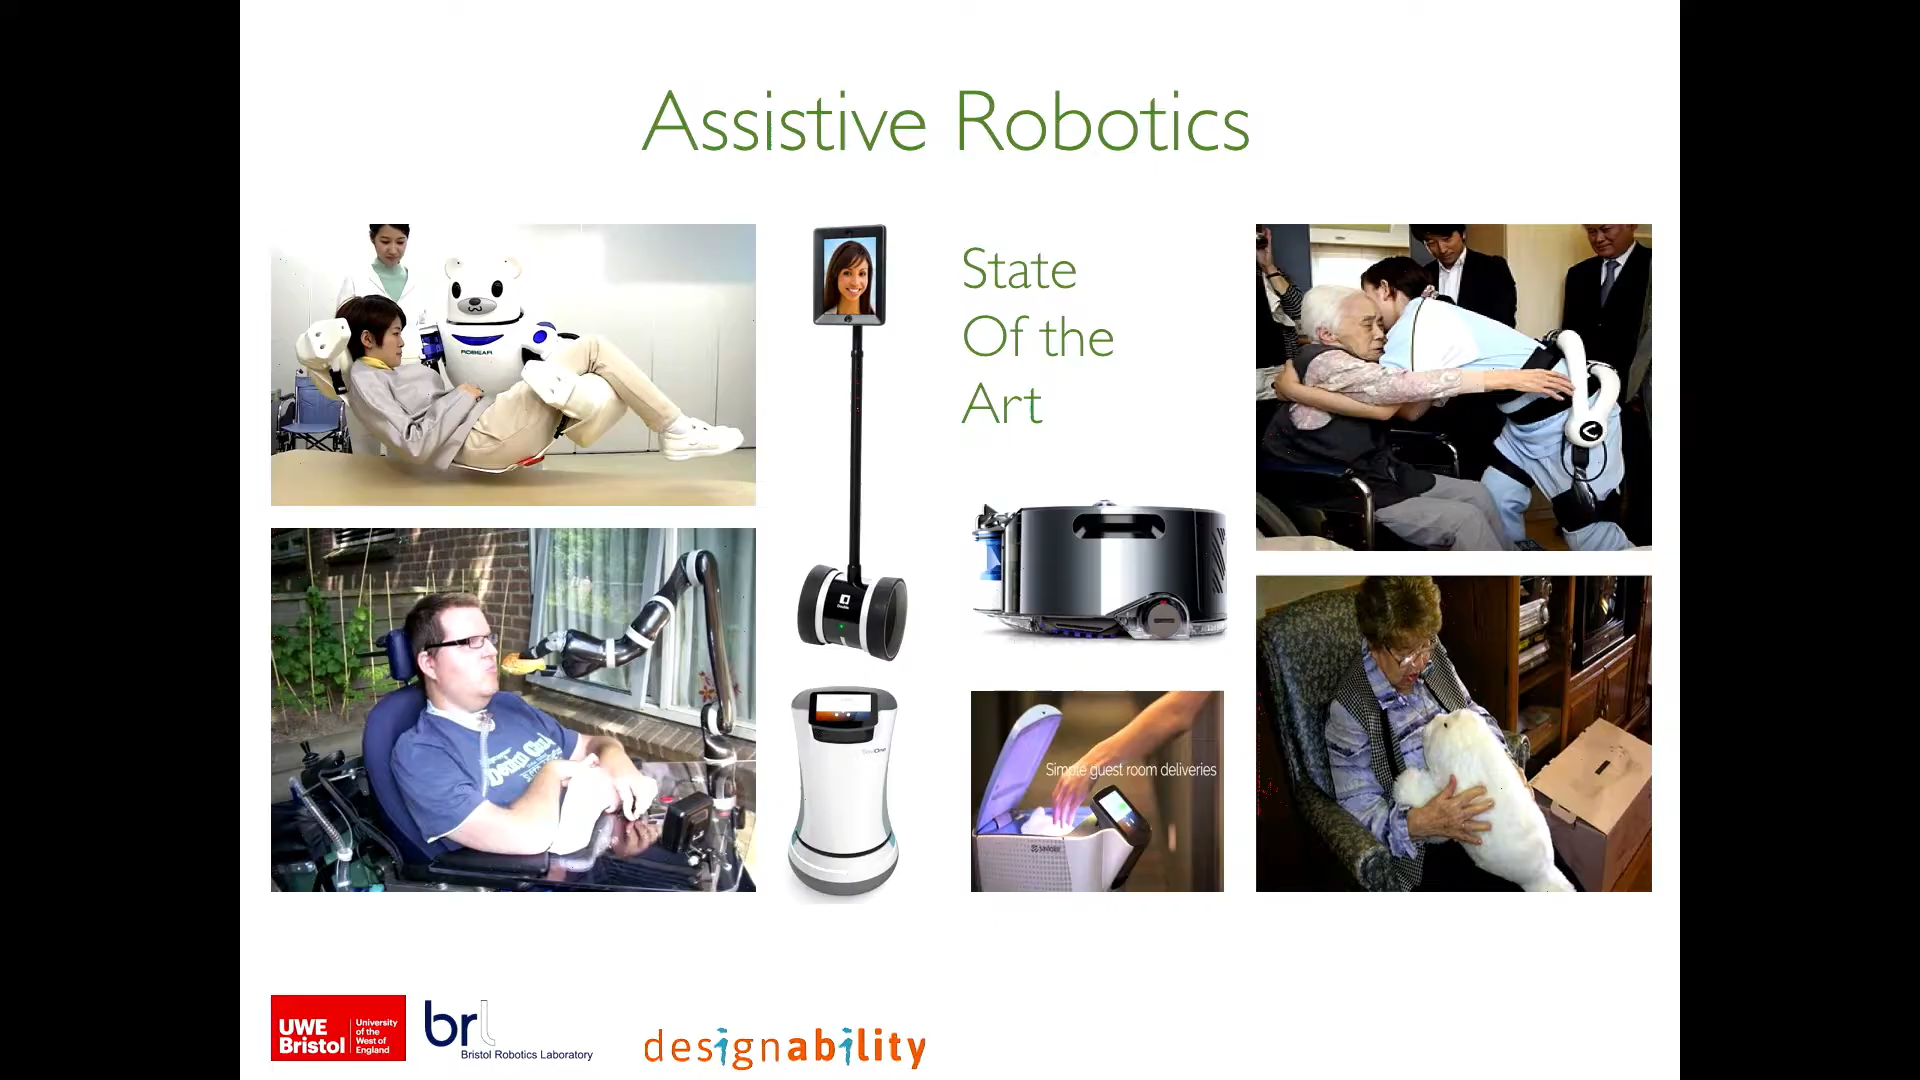 Assistive Robotics
State
Of the
Art
ROBEAR
Double
Simple guest room deliveries
UWE
Bristol
University
of the
West of
England
brl
Bristol Robotics Laboratory
designability